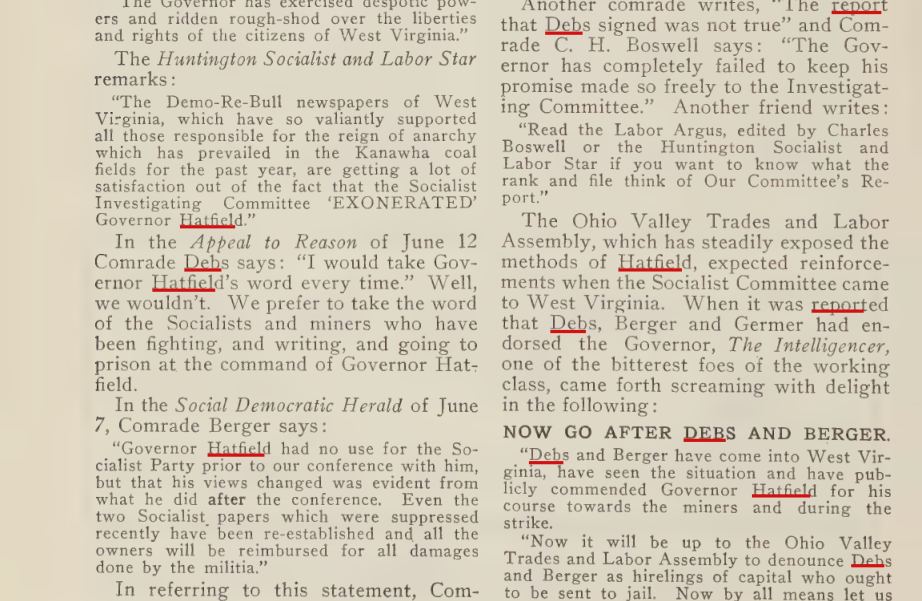 The Governor has exercised despotic pow-
ers and ridden rough-shod over the liberties
and rights of the citizens of West Virginia.”
The Huntington Socialist and Labor Star
remarks:
“The Demo-Re-Bull newspapers of West
Virginia, which have so valiantly supported
all those responsible for the reign of anarchy
which has prevailed in the Kanawha coal
fields for the past year, are getting a lot of
satisfaction out of the fact that the Socialist
Investigating Committee ‘EXONERATED’
Governor Hatfield.”
In the Appeal to Reason of June 12
Comrade Debs says: “I would take Gov-
ernor Hatfield's word every time.” Well,
we wouldn't. We prefer to take the word
of the Socialists and miners who have
been fighting, and writing, and going to
prison at the command of Governor Hat-
field.
In the Social Democratic Herald of June
7, Comrade Berger says:
“Governor Hatfield had no use for the So-
cialist Party prior to our conference with him,
but that his views changed was evident from
what he did after the conference. Even the
two Socialist papers which were suppressed
recently have been re-established and all the
owners will be reimbursed for all damages
done by the militia.”
In referring to this statement, Com-
Another comrade writes, “The report
that Debs signed was not true” and Com-
rade C. H. Boswell says: “The Gov-
ernor has completely failed to keep his
promise made so freely to the Investigat-
ing Committee.” Another friend writes:
“Read the Labor Argus, edited by Charles
Boswell or the Huntington Socialist and
Labor Star if you want to know what the
rank and file think of Our Committee's Re-
port.”
The Ohio Valley Trades and Labor
Assembly, which has steadily exposed the
methods of Hatfield, expected reinforce-
ments when the Socialist Committee came
to West Virginia. When it was reported
that Debs, Berger and Germer had en-
dorsed the Governor, The Intelligencer,
one of the bitterest foes of the working
class, came forth screaming with delight
in the following:
NOW GO AFTER DEBS AND BERGER.
“Debs and Berger have come into West Vir-
ginia, have seen the situation and have pub-
licly commended Governor Hatfield for his
course towards the miners and during the
strike.
“Now it will be up to the Ohio Valley
Trades and Labor Assembly to denounce Debs
and Berger as hirelings of capital who ought
to be sent to jail. Now by all means let us